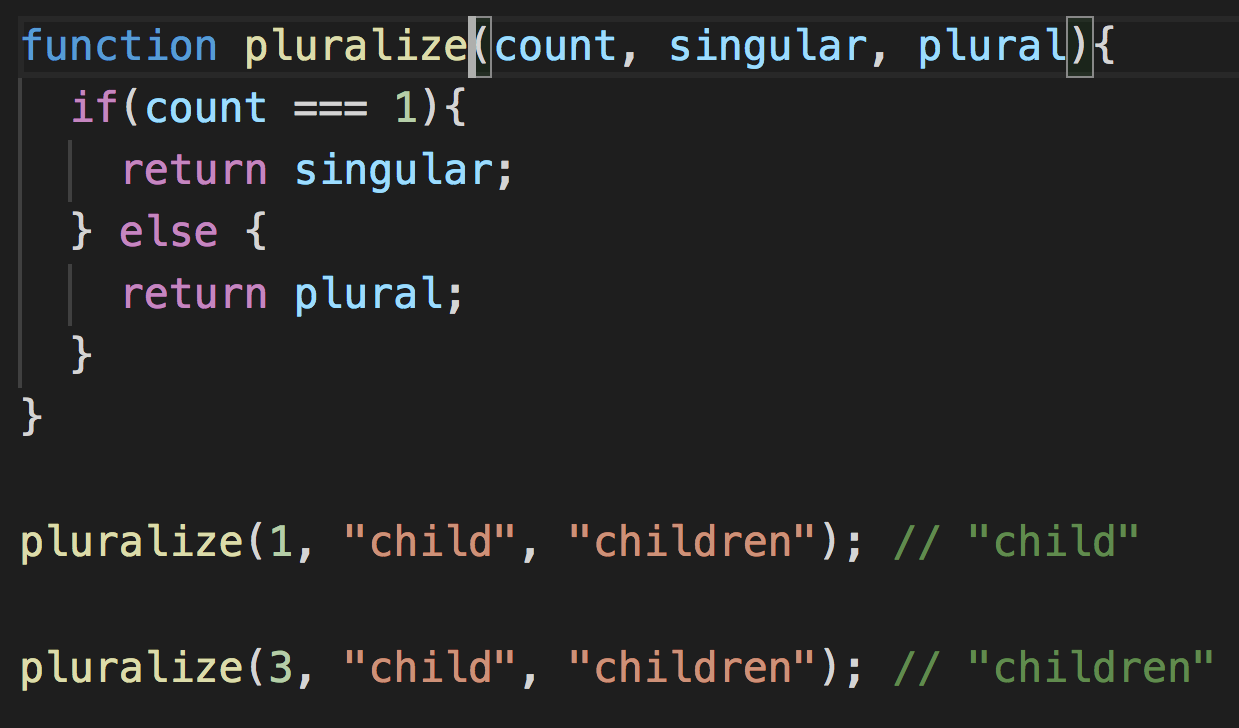 function pluralize(count, singular, plural){
  if(count === 1){
    return singular;
  } else {
    return plural;
  }
}

pluralize(1, "child", "children"); // "child"

pluralize(3, "child", "children"); // "children"